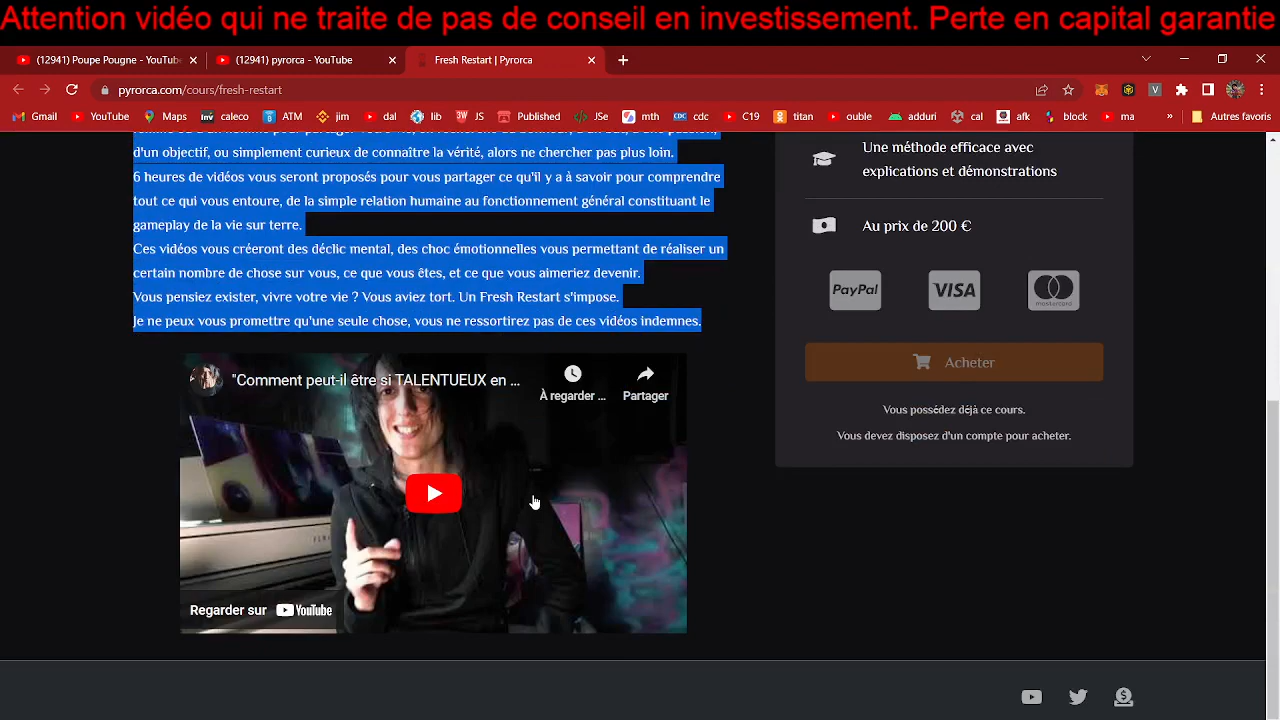 Attention vidéo qui ne traite de pas de conseil en investissement. Perte en capital garantie
(12941) Poupe Pougne - YouTub
(12941) pyrorca - YouTube
Fresh Restart | Pyrorca
pyrorca.com/cours/fresh-restart
Gmail
YouTube
Maps
caleco
ATM
jim
dal
lib
JS
Published
JSe
mth
cdc
C19
titan
ouble
adduri
cal
afk
block
ma
»
Autres favoris
d'un objectif, ou simplement curieux de connaître la vérité, alors ne chercher pas plus loin.
6 heures de vidéos vous seront proposés pour vous partager ce qu'il y a à savoir pour comprendre
tout ce qui vous entoure, de la simple relation humaine au fonctionnement général constituant le
gameplay de la vie sur terre.
Ces vidéos vous créeront des déclic mental, des choc émotionnelles vous permettant de réaliser un
certain nombre de chose sur vous, ce que vous êtes, et ce que vous aimeriez devenir.
Vous pensiez exister, vivre votre vie ? Vous aviez tort. Un Fresh Restart s'impose.
je ne peux vous promettre qu'une seule chose, vous ne ressortirez pas de ces vidéos indemnes.
"Comment peut-il être si TALENTUEUX en ...
À regarder ...
Partager
Regarder sur YouTube
Une méthode efficace avec
explications et démonstrations
Au prix de 200 €
PayPal
VISA
mastercard
Acheter
Vous possédez déjà ce cours.
Vous devez disposez d'un compte pour acheter.